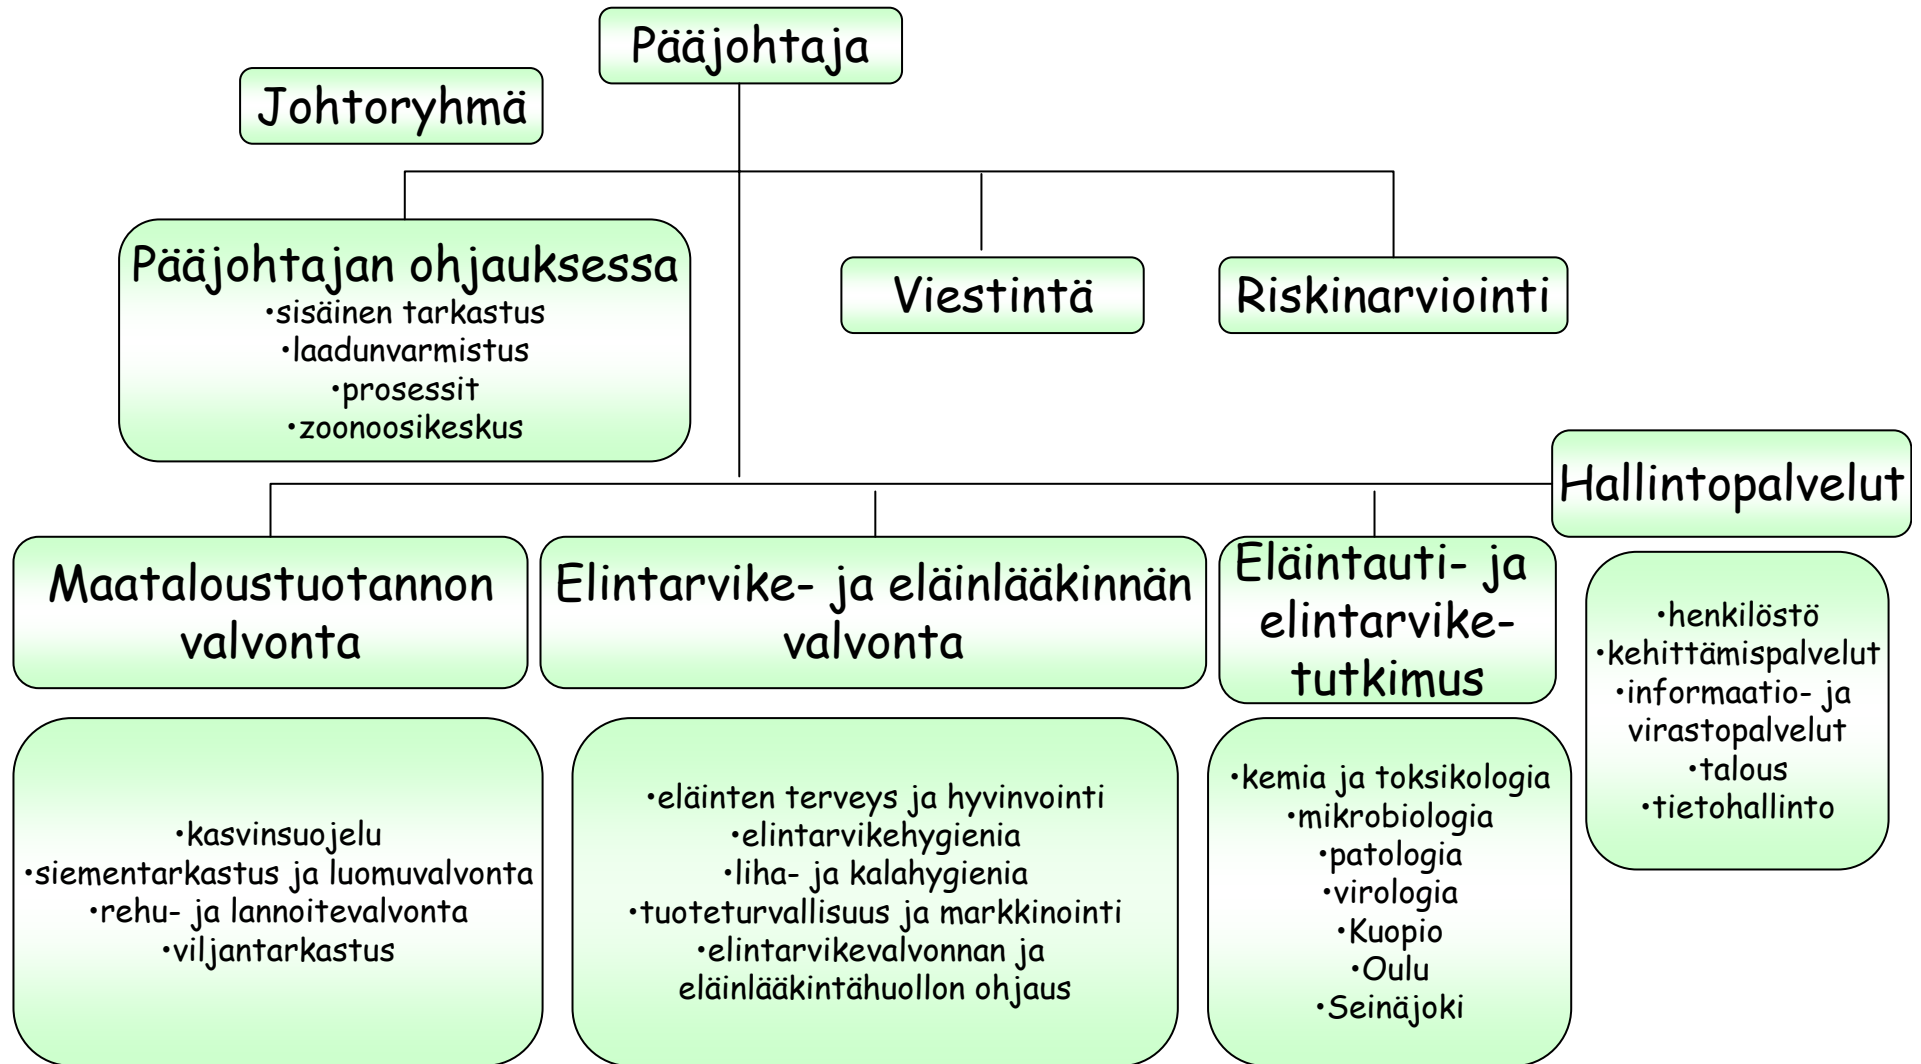 Pääjohtaja
Johtoryhmä
Pääjohtajan ohjauksessa
•sisäinen tarkastus
•laadunvarmistus
•prosessit
•zoonoosikeskus
Viestintä
Riskinarviointi
Hallintopalvelut
•henkilöstö
•kehittämispalvelut
•informaatio- ja
virastopalvelut
•talous
•tietohallinto
Maataloustuotannon
valvonta
•kasvinsuojelu
•siementarkastus ja luomuvalvonta
•rehu- ja lannoitevalvonta
•viljantarkastus
Elintarvike- ja eläinlääkinnän
valvonta
•eläinten terveys ja hyvinvointi
•elintarvikehygienia
•liha- ja kalahygienia
•tuoteturvallisuus ja markkinointi
•elintarvikevalvonnan ja
eläinlääkintähuollon ohjaus
Eläintauti- ja
elintarvike-
tutkimus
•kemia ja toksikologia
•mikrobiologia
•patologia
•virologia
•Kuopio
•Oulu
•Seinäjoki